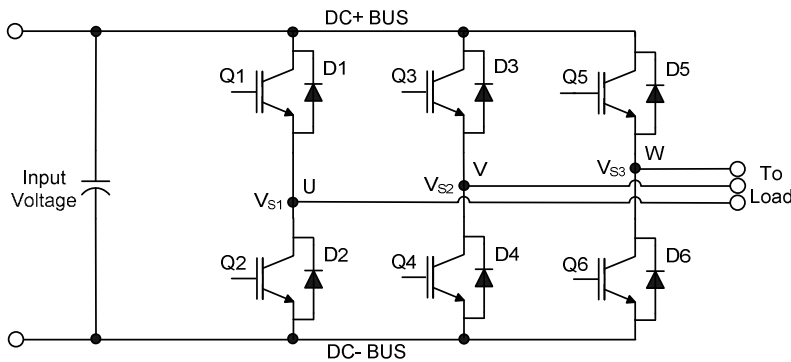 DC+ BUS
Q1
D1
Q3
D3
Q5
D5
Input
Voltage
VS1
U
VS2
V
VS3
W
To
Load
Q2
D2
Q4
D4
Q6
D6
DC- BUS